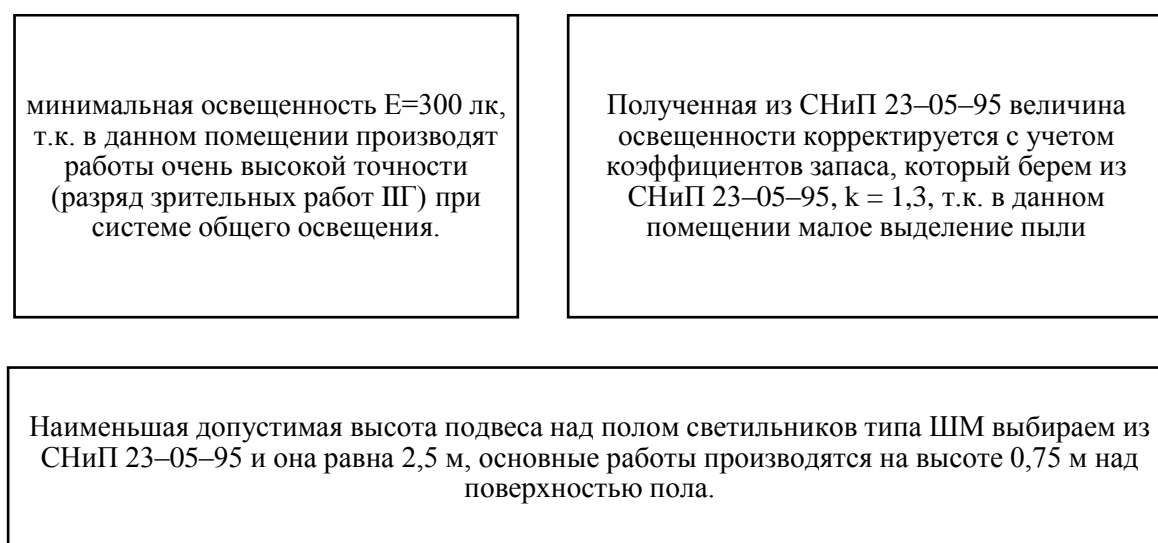 минимальная освещенность Е=300 лк,
т.к. в данном помещении производят
работы очень высокой точности
(разряд зрительных работ IIГ) при
системе общего освещения.
Полученная из СНиП 23–05–95 величина
освещенности корректируется с учетом
коэффициентов запаса, который берем из
СНиП 23–05–95, k = 1,3, т.к. в данном
помещении малое выделение пыли
Наименьшая допустимая высота подвеса над полом светильников типа ШМ выбираем из
СНиП 23–05–95 и она равна 2,5 м, основные работы производятся на высоте 0,75 м над
поверхностью пола.